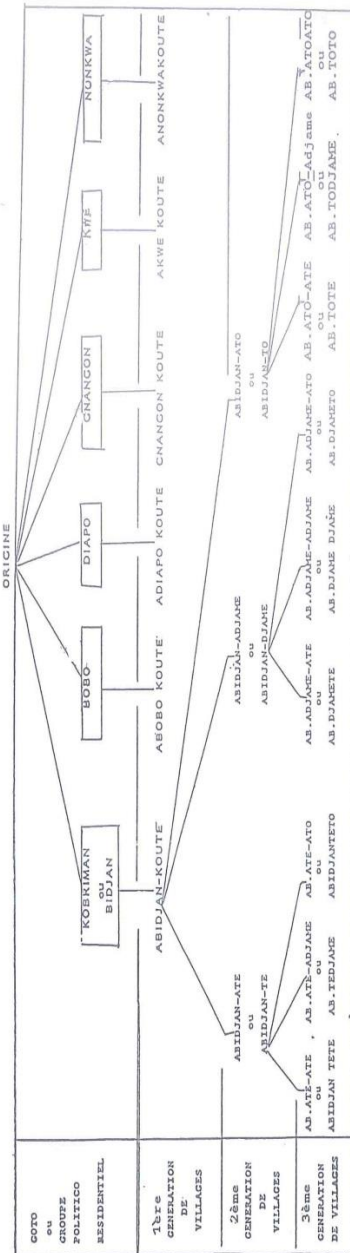 ORIGINE
GOTO
ou
GROUPE
POLITICO
RESIDENTIEL
KOBKIMAN
ou
BIDJAN
BOBO
DIAPO
GNANGON
KWE
NUNKWA
1ère
GENERATION
DE
VILLAGES
ABIDJAN-KOUTE
ABOBO KOUTE
ADIAPO KOUTE
GNANGON KOUTE
AKWE KOUTE
ANONKWAKOUTE
2ème
GENERATION
DE
VILLAGES
ABIDJAN-ATE
ou
ABIDJAN-TE
ABIDJAN-ADJAME
ou
ABIDJAN-DJAME
ABIDJAN-ATO
ou
ABIDJAN-TO
3ème
GENERATION
DE VILLAGES
AB.ATE-ATE
ou
ABIDJAN TETE
AB.ATE-ADJAME
ou
AB.TEDJAME
AB.ATE-ATO
ou
ABIDJANTETO
AB.ADJAME-ATE
ou
AB.DJAMETE
AB.ADJAME-ADJAME
ou
AB.DJAME DJAME
AB.ADJAME-ATO
ou
AB.DJAMETO
AB.ATO-ATE
ou
AB.TOTE
AB.ATO-Adjame
ou
AB.TODJAME.
AB.ATOATO
ou
AB.TOTO